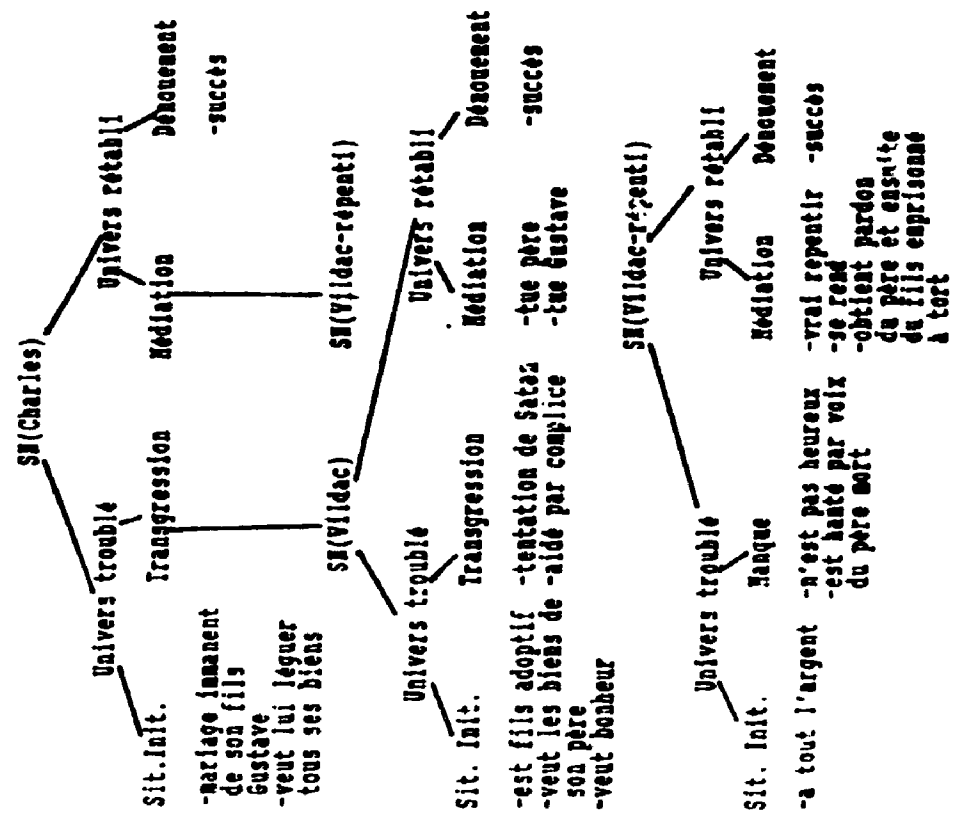 SN(Charles)
Univers troublé Univers rétabli
Sit.Init. Transgression Médiation Dénouement
-mariage immanent -succès
de son fils
Gustave
-veut lui léguer
tous ses biens
SN(Vildac) SN(Vildac-répenti)
Univers troublé Univers rétabli
Sit. Init. Transgression Médiation Dénouement
-est fils adoptif -tentation de Satan -tue père -succès
-veut les biens de -aidé par complice -tue Gustave
son père
-veut bonheur
SN(Vildac-répenti)
Univers troublé Univers rétabli
Sit. Init. Manque Médiation Dénouement
-a tout l'argent -n'est pas heureux -vrai repentir -succès
-est hanté par voix -se rend
du père mort -obtient pardon
du père et ensuite
du fils emprisonné
à tort